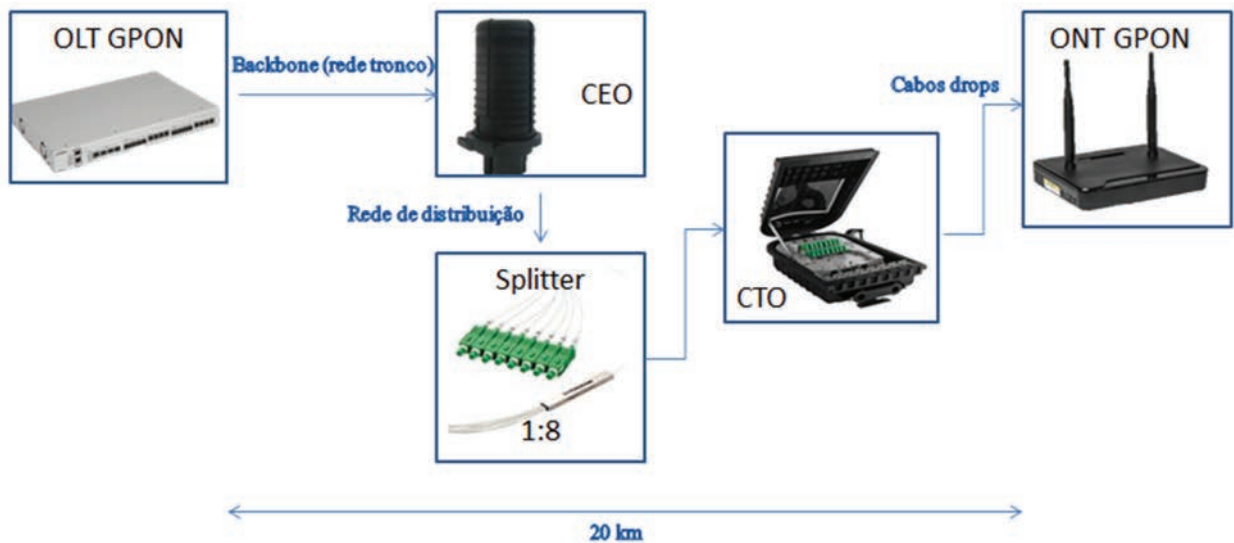 OLT GPON
Backbone (rede tronco)
CEO
Rede de distribuição
Splitter
1:8
CTO
Cabos drops
ONT GPON
20 km